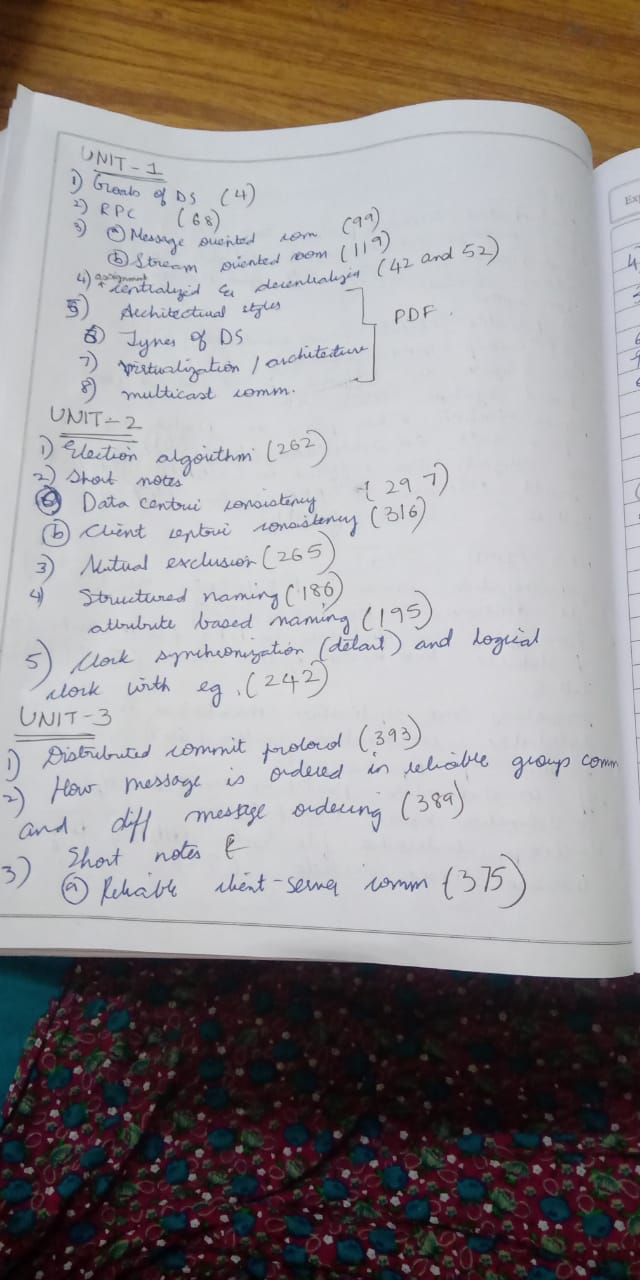 UNIT-1
1) Goals of DS (4)
2) RPC (68)
3) (a) Message oriented com (99)
(b) Stream oriented com (119)
4) assignment * centralized & decentralized (42 and 52)
5) Architectural styles
6) Types of DS
7) virtualization / architecture
8) multicast comm.
PDF.
UNIT-2
1) Election algorithm (262)
2) Short notes
(a) Data centric consistency (297)
(b) Client centric consistency (316)
3) Mutual exclusion (265)
4) Structured naming (186)
attribute based naming (195)
5) Clock synchronization (detail) and Logical
clock with eg. (242)
UNIT-3
1) Distributed commit protocol (393)
2) How message is ordered in reliable group comm
and diff message ordering (389)
3) Short notes
(a) Reliable client-server comm (375)
Exp